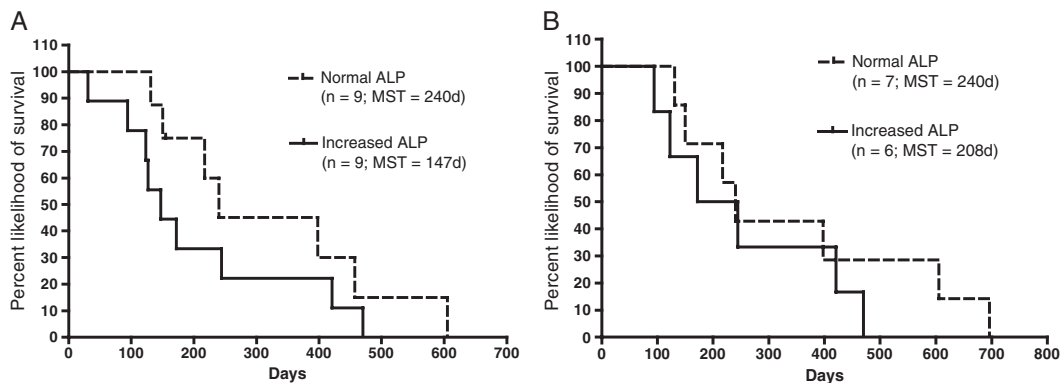 A
Percent likelihood of survival
110
100
90
80
70
60
50
40
30
20
10
0
0 100 200 300 400 500 600 700
Days
Normal ALP
(n = 9; MST = 240d)
Increased ALP
(n = 9; MST = 147d)
B
Percent likelihood of survival
110
100
90
80
70
60
50
40
30
20
10
0
0 100 200 300 400 500 600 700 800
Days
Normal ALP
(n = 7; MST = 240d)
Increased ALP
(n = 6; MST = 208d)